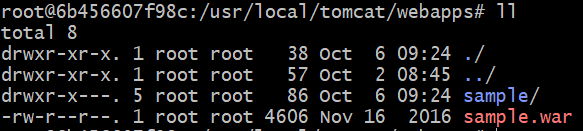 root@6b456607f98c:/usr/local/tomcat/webapps# ll
total 8
drwxr-xr-x. 1 root root   38 Oct  6 09:24 ./
drwxr-xr-x. 1 root root   57 Oct  2 08:45 ../
drwxr-x---. 5 root root   86 Oct  6 09:24 sample/
-rw-r--r--. 1 root root 4606 Nov 16  2016 sample.war